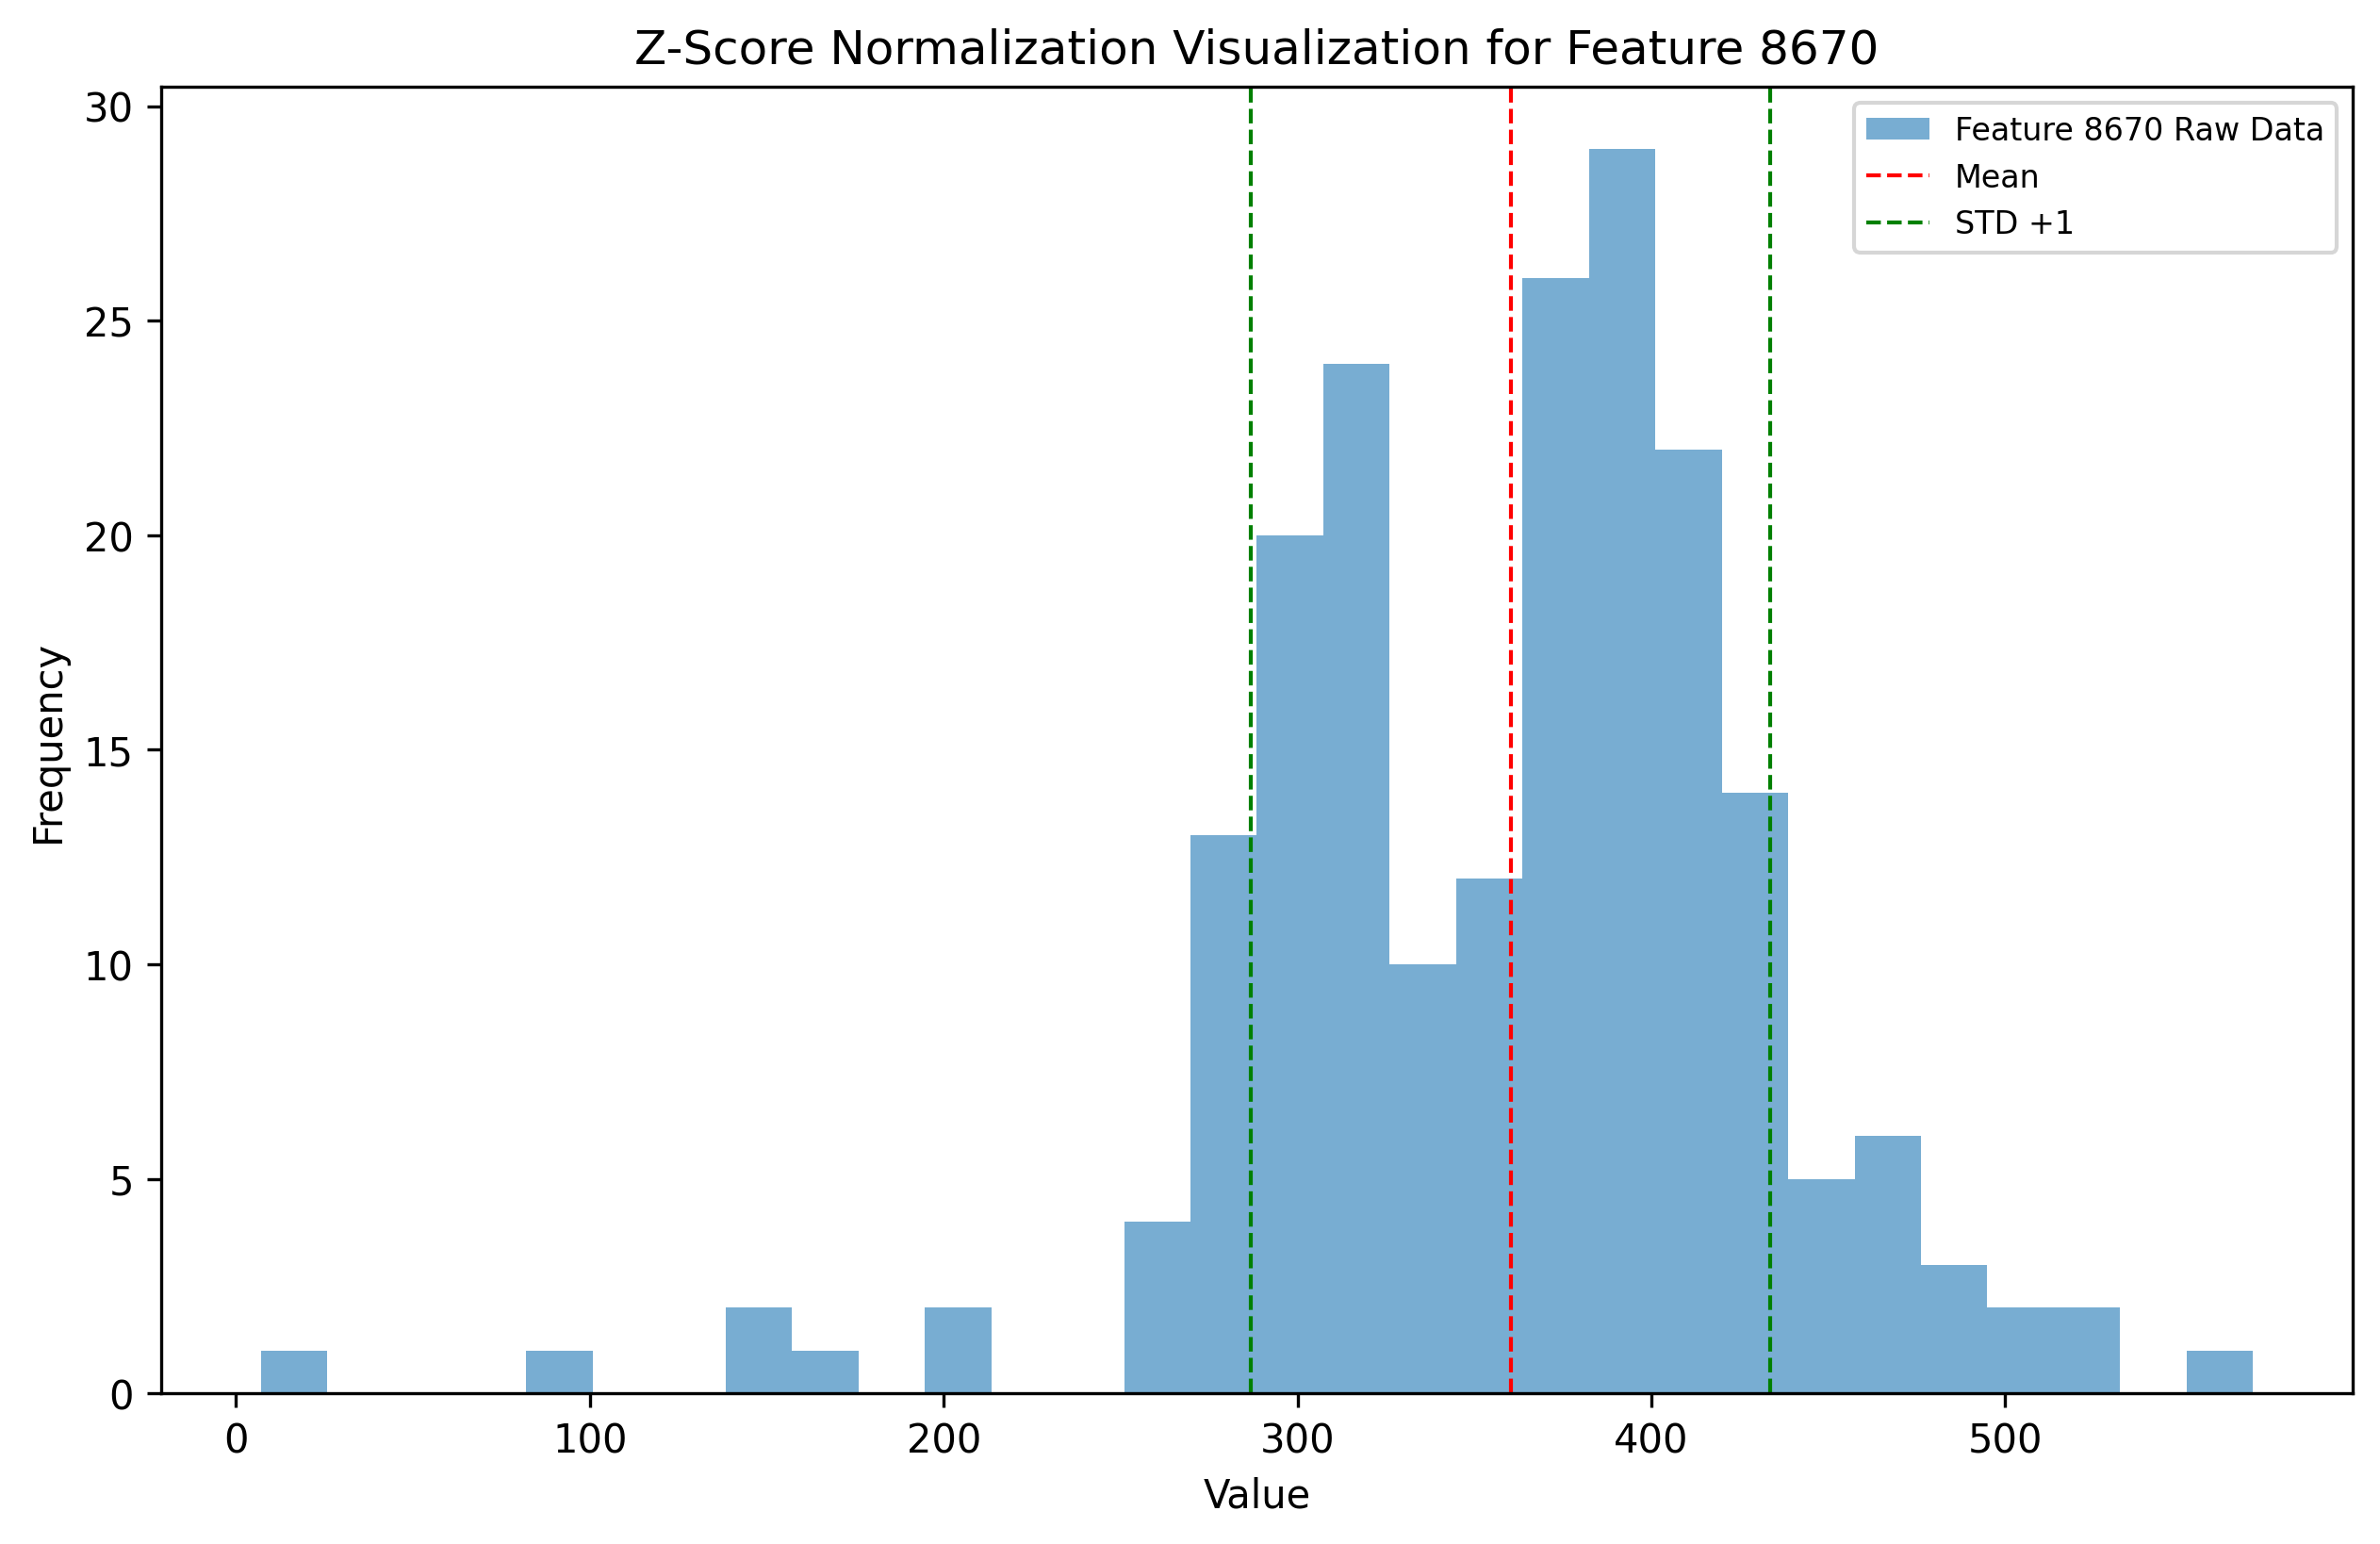 Z-Score Normalization Visualization for Feature 8670
30
25
20
15
10
5
0
Frequency
Feature 8670 Raw Data
Mean
STD +1
0 100 200 300 400 500
Value